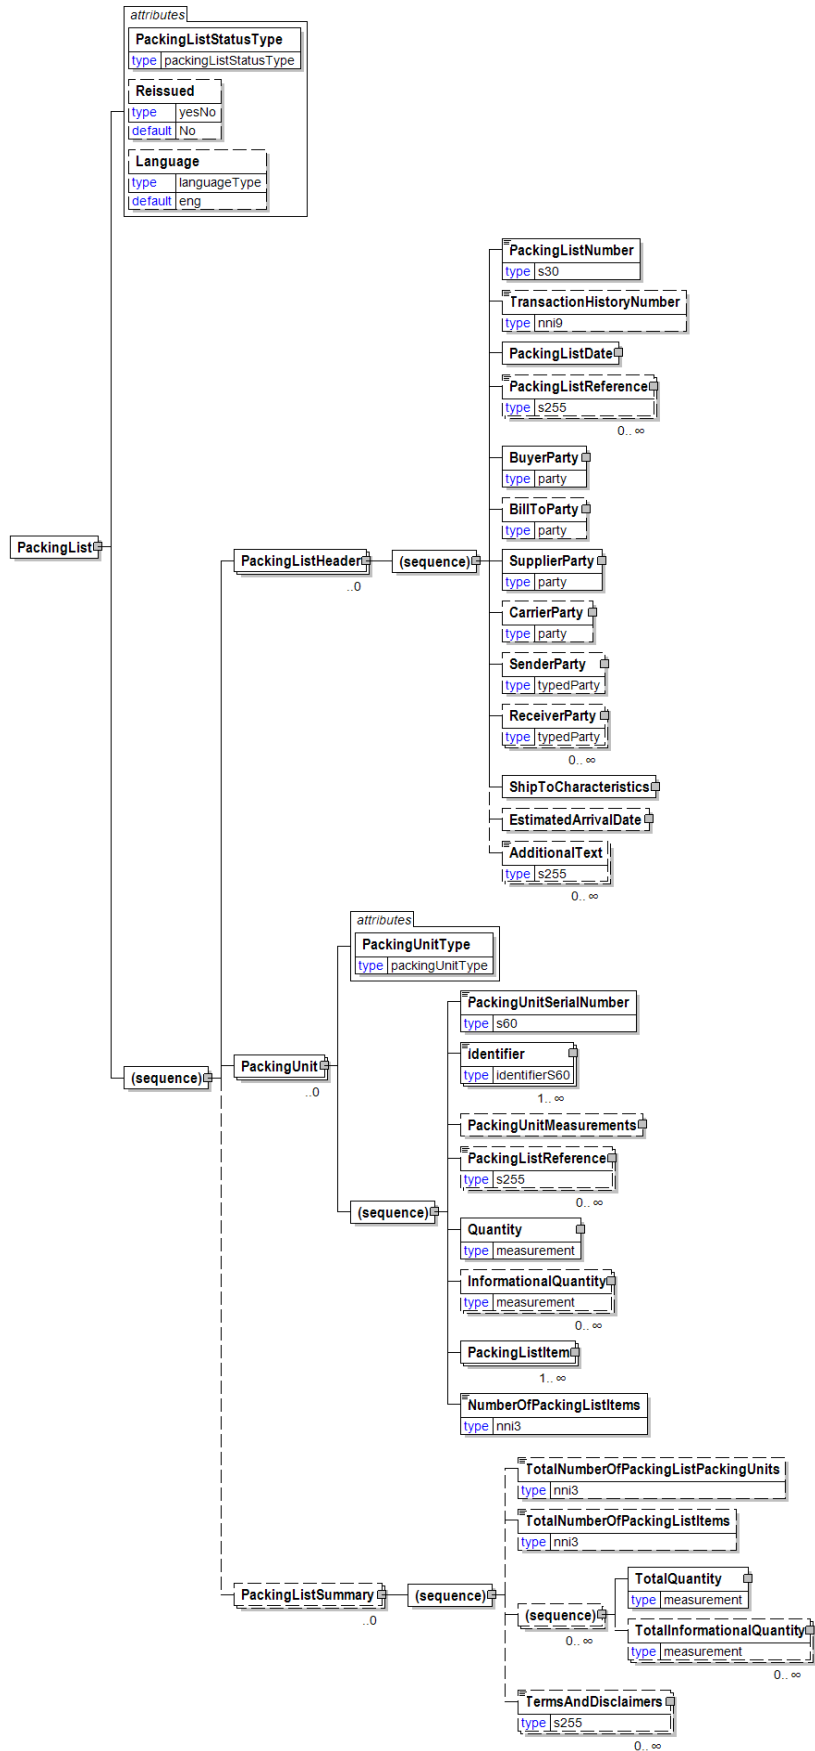 attributes
PackingListStatusType
type packingListStatusType
Reissued
type yesNo
default No
Language
type languageType
default eng
PackingListNumber
type s30
TransactionHistoryNumber
type nni9
PackingListDate
PackingListReference
type s255
0.. ∞
BuyerParty
type party
BillToParty
type party
PackingList
PackingListHeader
..0
(sequence)
SupplierParty
type party
CarrierParty
type party
SenderParty
type typedParty
ReceiverParty
type typedParty
0.. ∞
ShipToCharacteristics
EstimatedArrivalDate
AdditionalText
type s255
0.. ∞
attributes
PackingUnitType
type packingUnitType
PackingUnitSerialNumber
type s60
Identifier
type identifierS60
1.. ∞
(sequence)
PackingUnit
..0
PackingUnitMeasurements
PackingListReference
type s255
0.. ∞
(sequence)
Quantity
type measurement
InformationalQuantity
type measurement
0.. ∞
PackingListItem
1.. ∞
NumberOfPackingListItems
type nni3
TotalNumberOfPackingListPackingUnits
type nni3
TotalNumberOfPackingListItems
type nni3
PackingListSummary
..0
(sequence)
(sequence)
0.. ∞
TotalQuantity
type measurement
TotalInformationalQuantity
type measurement
0.. ∞
TermsAndDisclaimers
type s255
0.. ∞